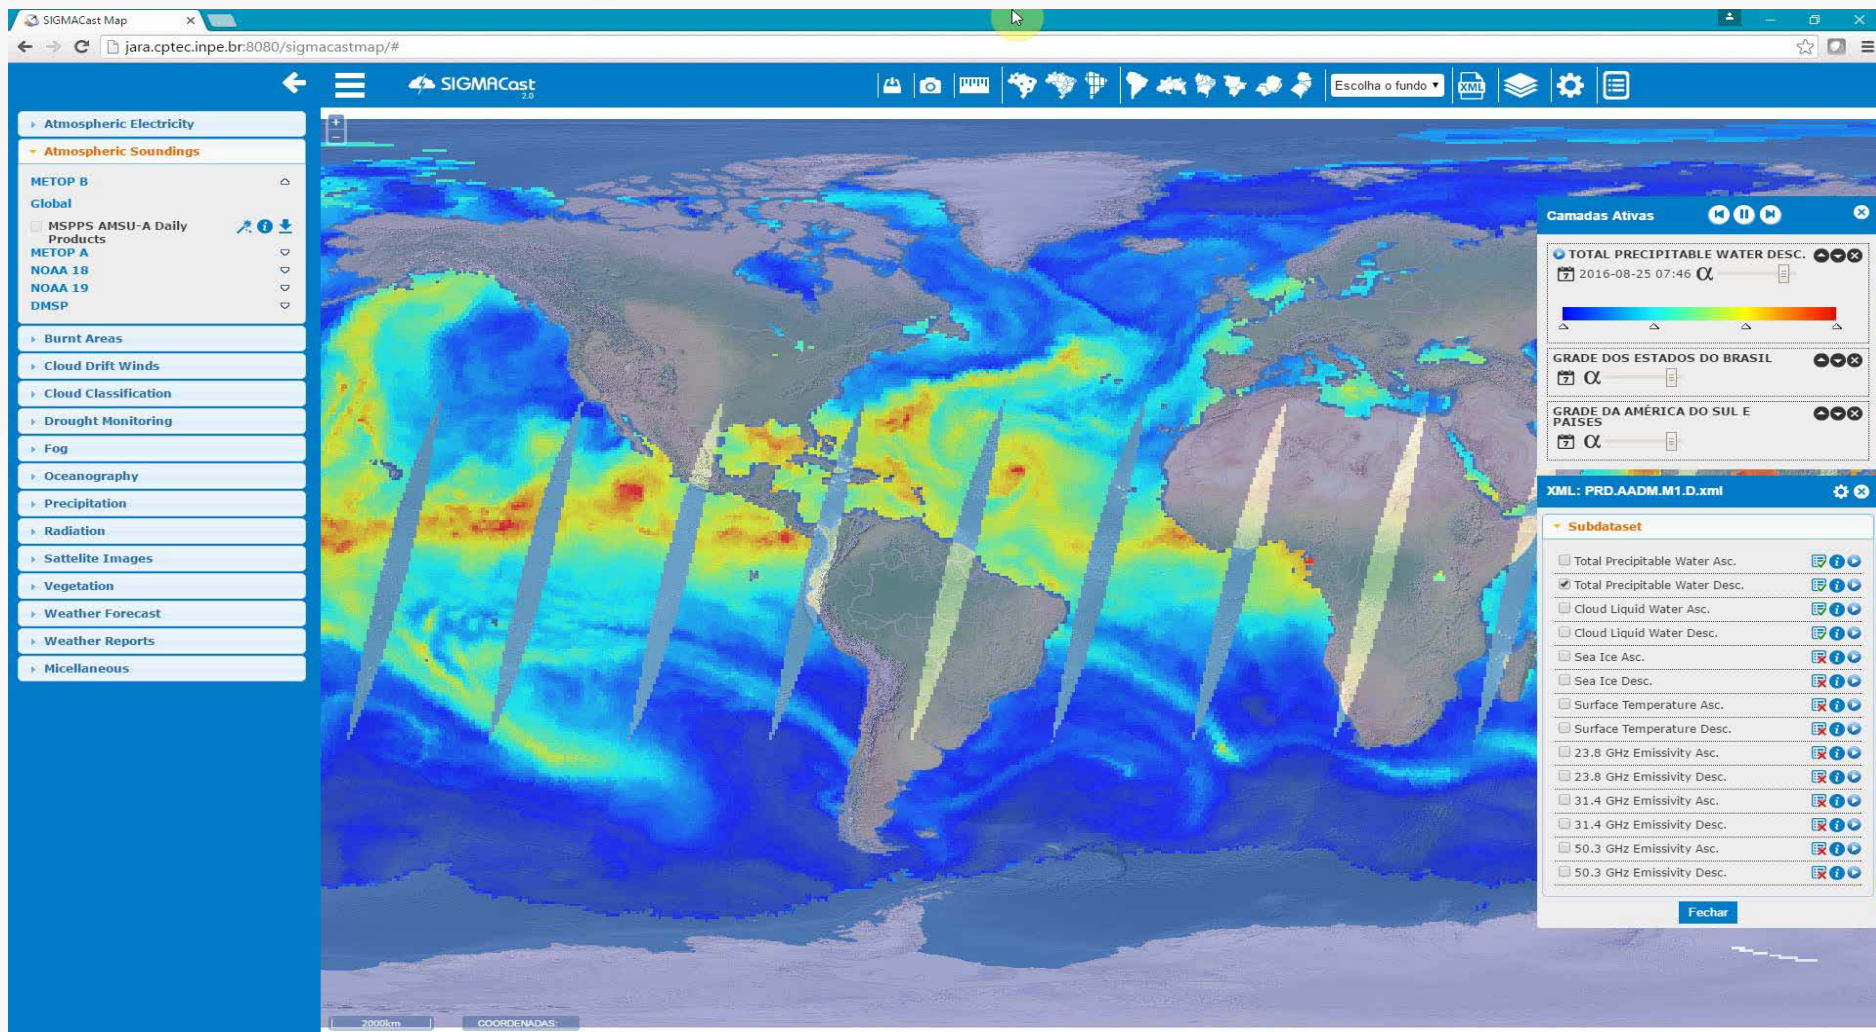 SIGMACast Map
jara.cptec.inpe.br:8080/sigmacastmap/#
SIGMACast
2.0
Escolha o fundo
XML
Atmospheric Electricity
Atmospheric Soundings
METOP B
Global
MSPPS AMSU-A Daily
Products
METOP A
NOAA 18
NOAA 19
DMSP
Burnt Areas
Cloud Drift Winds
Cloud Classification
Drought Monitoring
Fog
Oceanography
Precipitation
Radiation
Sattelite Images
Vegetation
Weather Forecast
Weather Reports
Micellaneous
+
−
2000km
COORDENADAS:
Camadas Ativas
TOTAL PRECIPITABLE WATER DESC.
7 2016-08-25 07:46 α
GRADE DOS ESTADOS DO BRASIL
7 α
GRADE DA AMÉRICA DO SUL E
PAISES
7 α
XML: PRD.AADM.M1.D.xml
Subdataset
Total Precipitable Water Asc.
Total Precipitable Water Desc.
Cloud Liquid Water Asc.
Cloud Liquid Water Desc.
Sea Ice Asc.
Sea Ice Desc.
Surface Temperature Asc.
Surface Temperature Desc.
23.8 GHz Emissivity Asc.
23.8 GHz Emissivity Desc.
31.4 GHz Emissivity Asc.
31.4 GHz Emissivity Desc.
50.3 GHz Emissivity Asc.
50.3 GHz Emissivity Desc.
Fechar